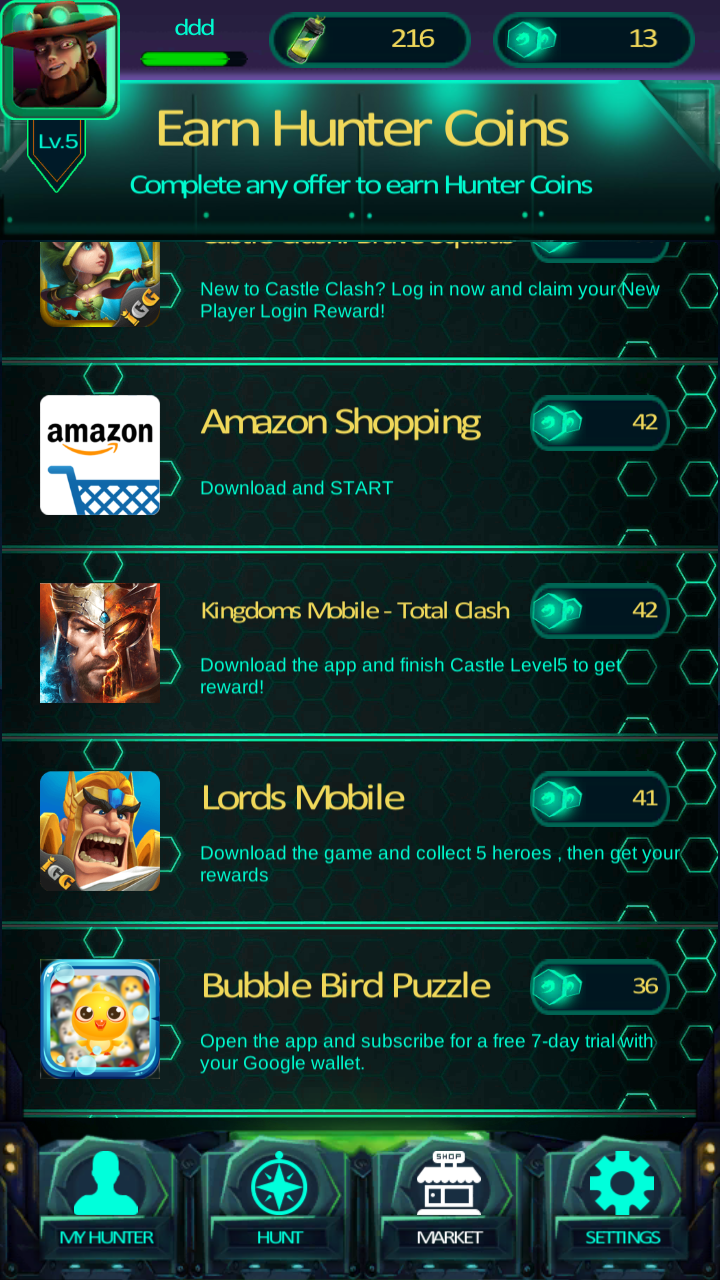 ddd
216
13
Lv.5
Earn Hunter Coins
Complete any offer to earn Hunter Coins
New to Castle Clash? Log in now and claim your New
Player Login Reward!
IGG
amazon
Amazon Shopping
42
Download and START
Kingdoms Mobile - Total Clash
42
Download the app and finish Castle Level5 to get
reward!
Lords Mobile
41
IGG
Download the game and collect 5 heroes , then get your
rewards
Bubble Bird Puzzle
36
Open the app and subscribe for a free 7-day trial with
your Google wallet.
SHOP
MY HUNTER
HUNT
MARKET
SETTINGS